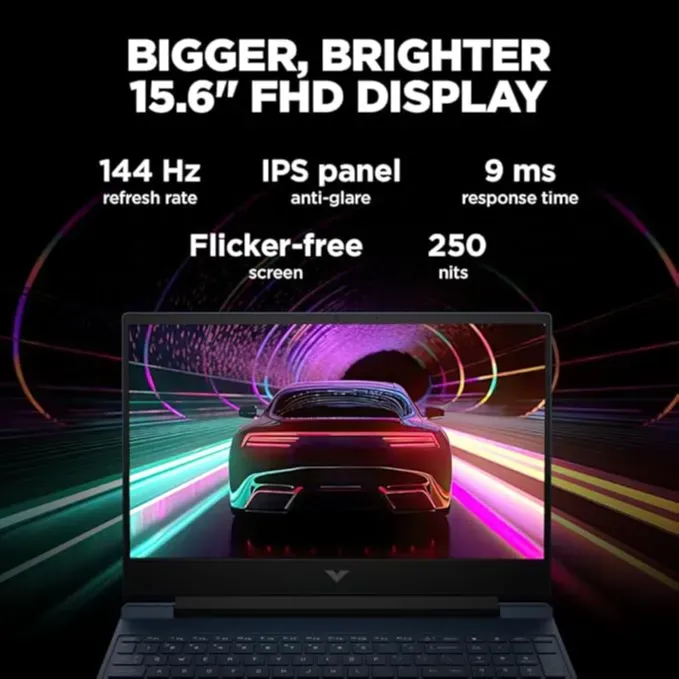 BIGGER, BRIGHTER
15.6" FHD DISPLAY
144 Hz
refresh rate
IPS panel
anti-glare
9 ms
response time
Flicker-free
screen
250
nits